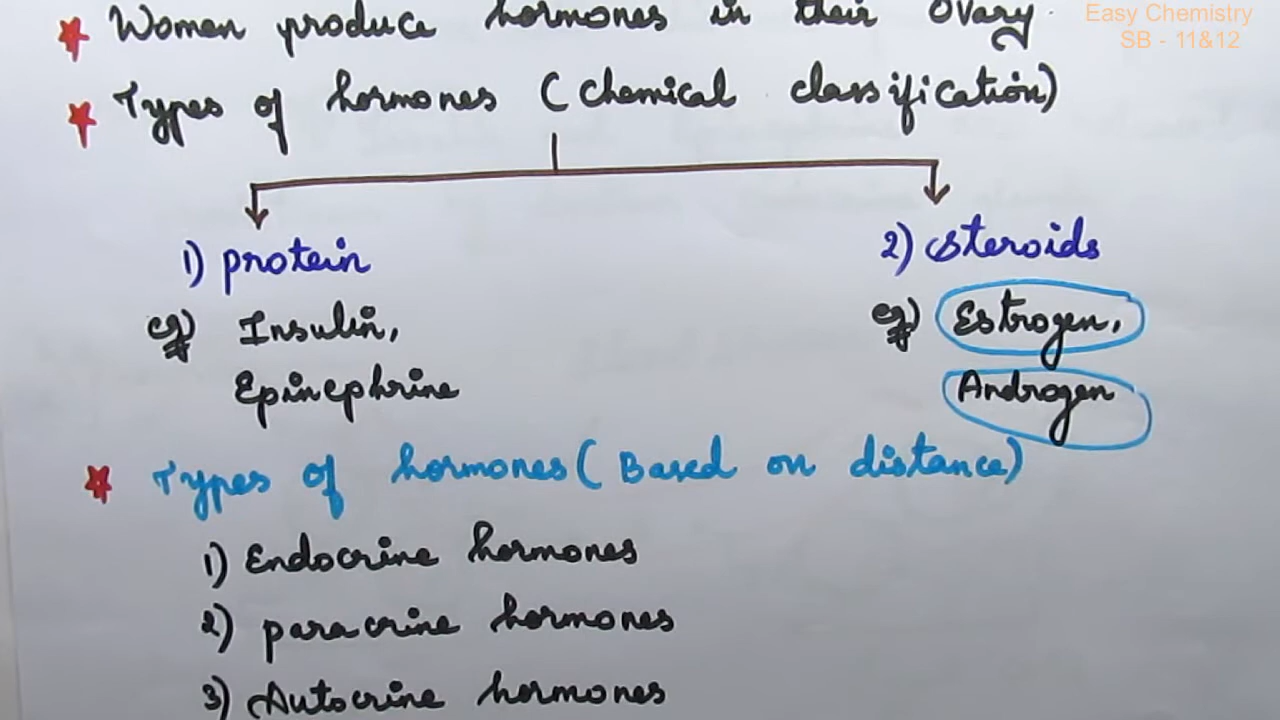 Easy Chemistry
SB - 11&12
★ Women produce hormones in their Ovary.
★ Types of hormones (Chemical classification)
1) protein
2) Steroids
eg) Insulin,
Epinephrine
eg) Estrogen,
Androgen
★ Types of hormones (Based on distance)
1) Endocrine hormones
2) paracrine hormones
3) Autocrine hormones